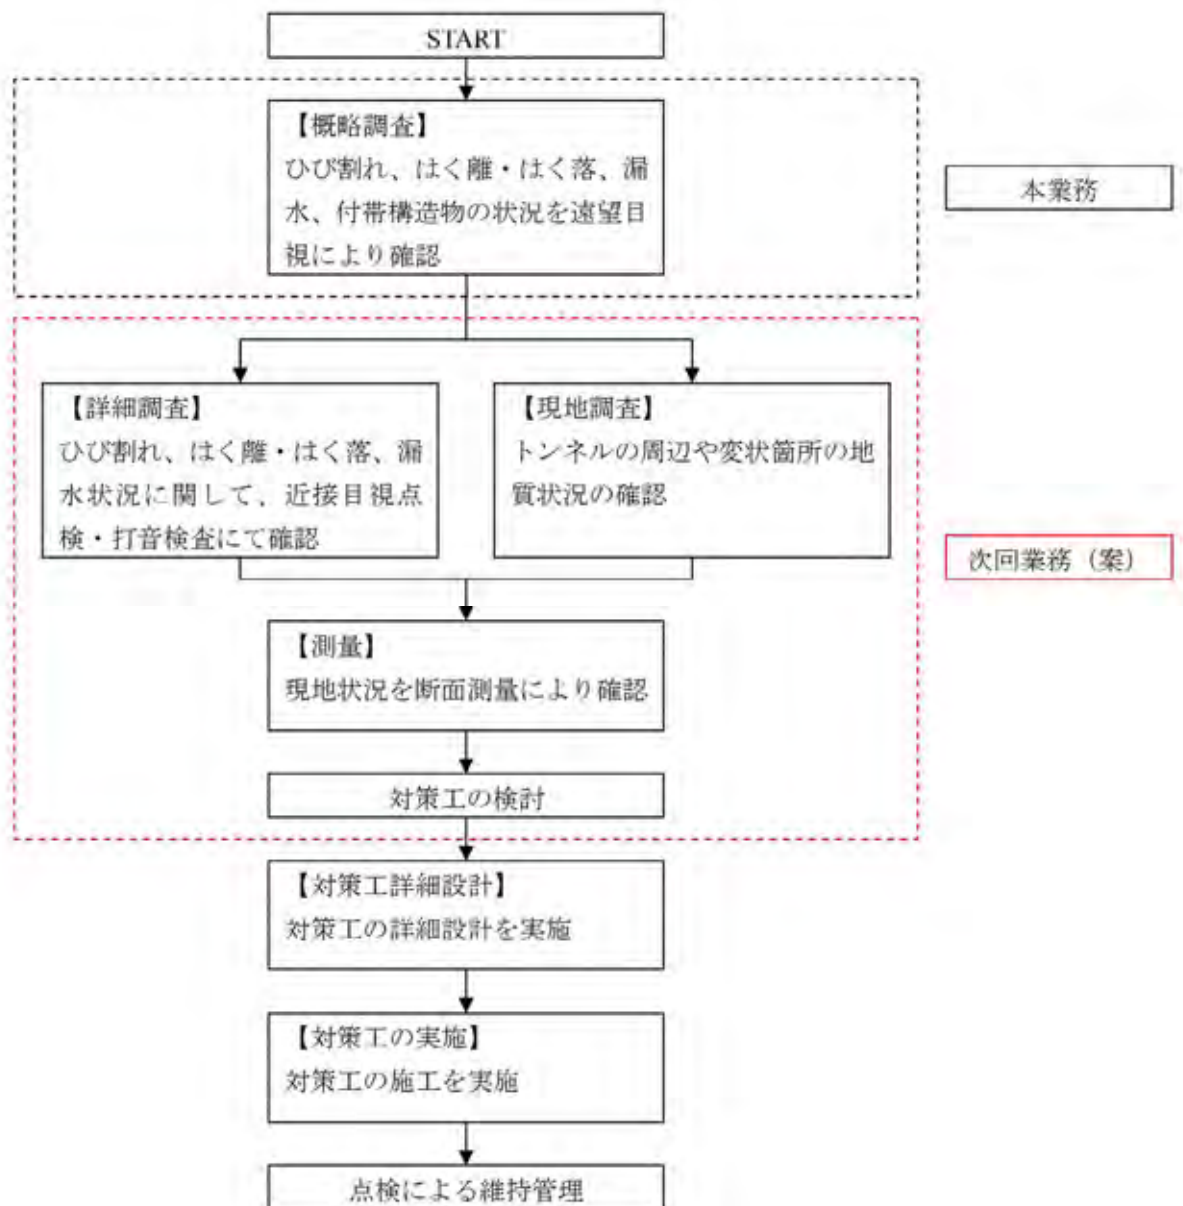 START
【概略調査】
ひび割れ、はく離・はく落、漏
水、付帯構造物の状況を遠望目
視により確認
本業務
【詳細調査】
ひび割れ、はく離・はく落、漏
水状況に関して、近接目視点
検・打音検査にて確認
【現地調査】
トンネルの周辺や変状箇所の地
質状況の確認
次回業務（案）
【測量】
現地状況を断面測量により確認
対策工の検討
【対策工詳細設計】
対策工の詳細設計を実施
【対策工の実施】
対策工の施工を実施
点検による維持管理